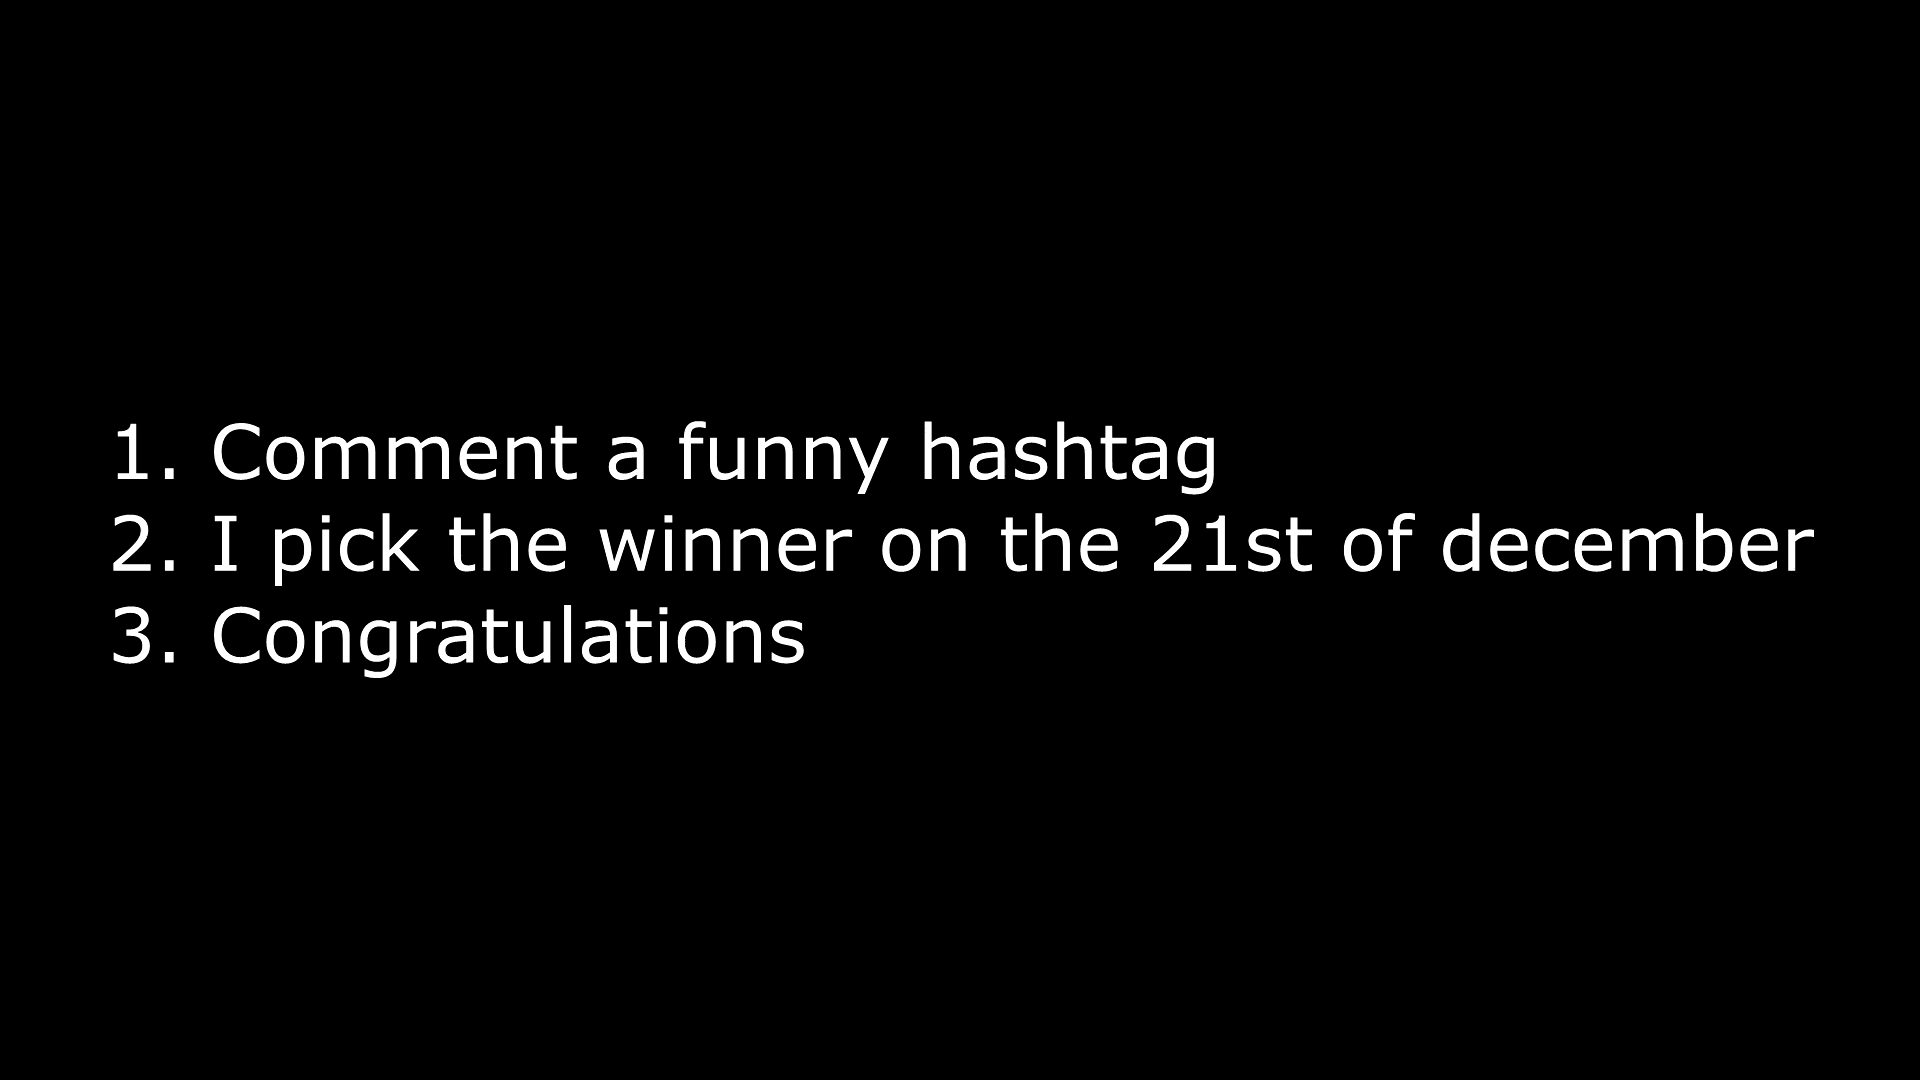 1. Comment a funny hashtag
2. I pick the winner on the 21st of december
3. Congratulations